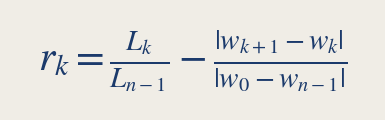 r_k = L_k / L_{n-1} - |w_{k+1} - w_k| / |w_0 - w_{n-1}|